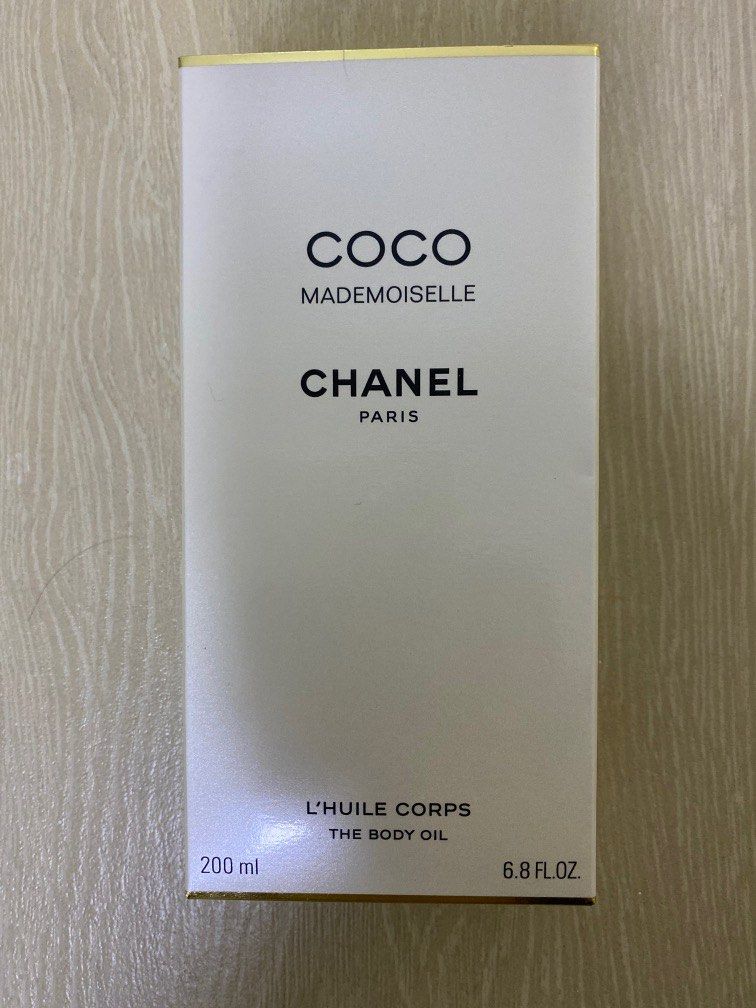 COCO
MADEMOISELLE
CHANEL
PARIS
L'HUILE CORPS
THE BODY OIL
200 ml
6.8 FL.OZ.